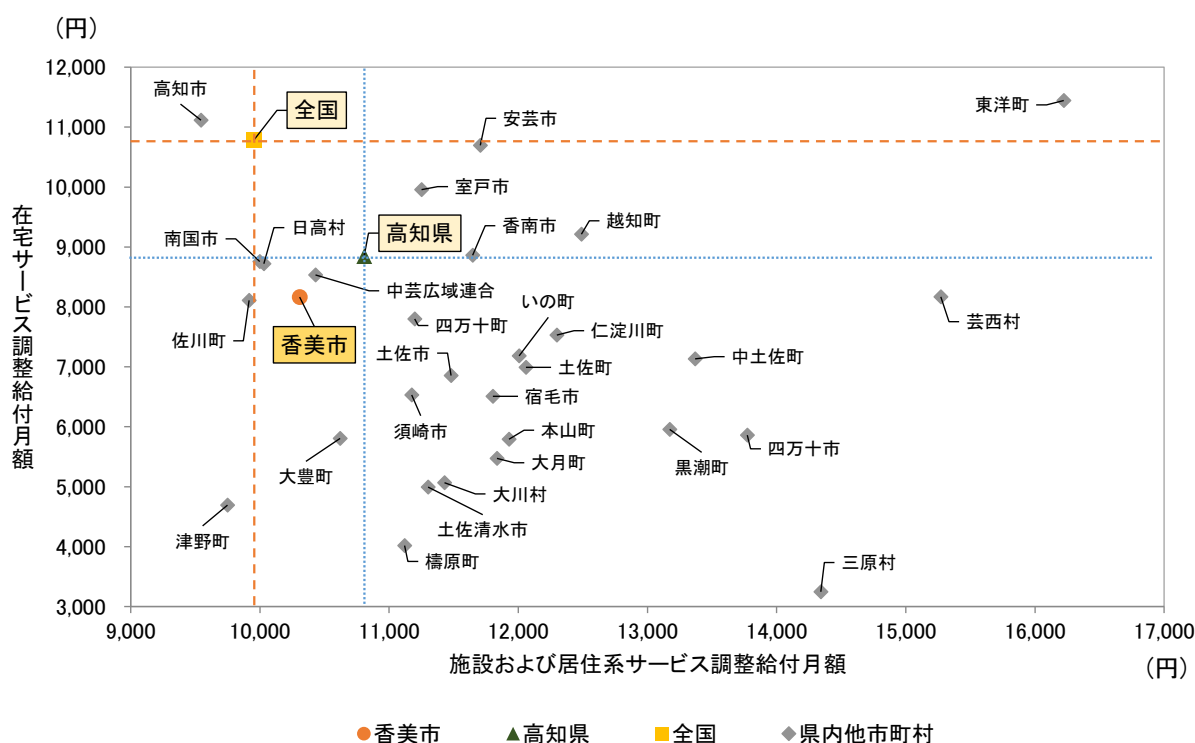 （円）
12,000
11,000
10,000
9,000
8,000
7,000
6,000
5,000
4,000
3,000
在宅サービス調整給付月額
高知市
全国
安芸市
東洋町
室戸市
南国市
日高村
高知県
香南市
越知町
中芸広域連合
佐川町
香美市
四万十町
いの町
仁淀川町
芸西村
土佐市
土佐町
中土佐町
宿毛市
須崎市
本山町
大豊町
大月町
黒潮町
四万十市
大川村
土佐清水市
津野町
檮原町
三原村
9,000 10,000 11,000 12,000 13,000 14,000 15,000 16,000 17,000
施設および居住系サービス調整給付月額
（円）
香美市 高知県 全国 県内他市町村